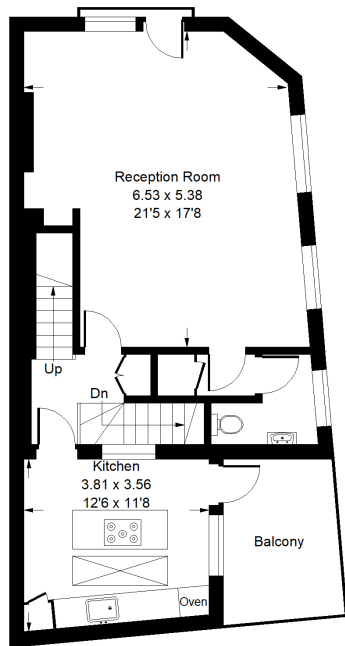 Reception Room
6.53 x 5.38
21'5 x 17'8
Up
Dn
Kitchen
3.81 x 3.56
12'6 x 11'8
Balcony
Oven